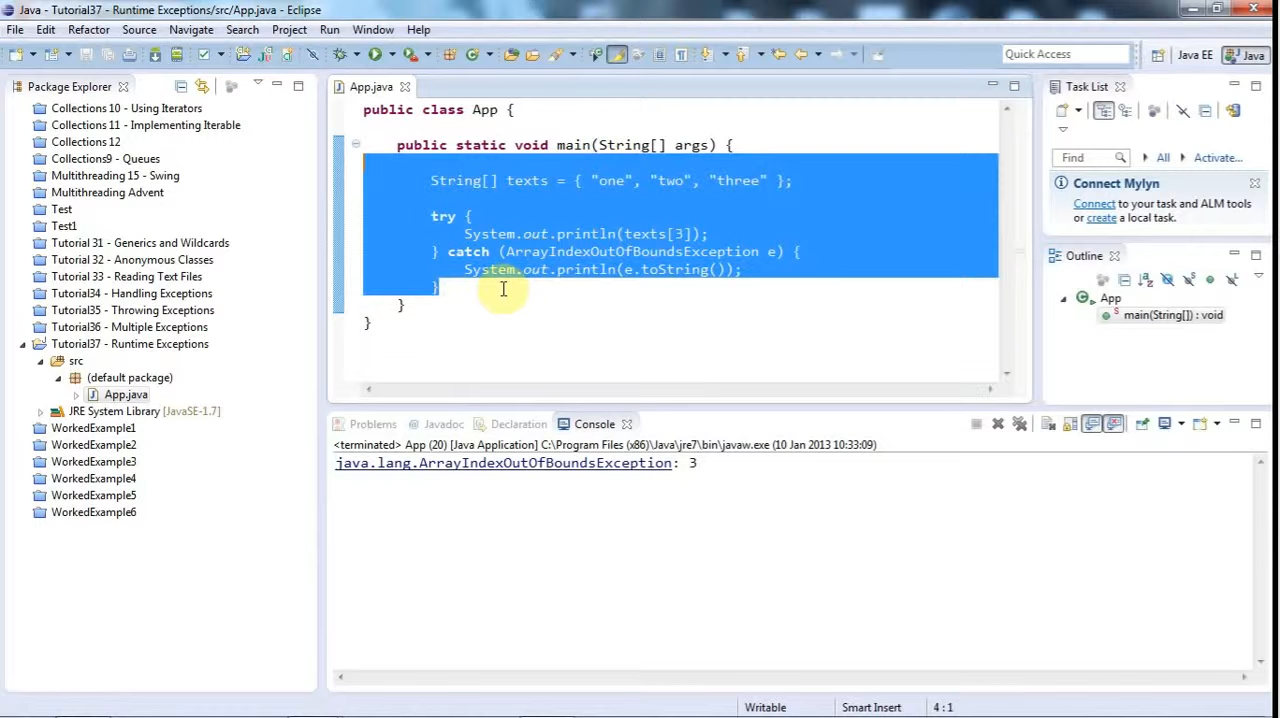 Java - Tutorial37 - Runtime Exceptions/src/App.java - Eclipse
File Edit Refactor Source Navigate Search Project Run Window Help
Quick Access
Java EE
Java
Package Explorer
Collections 10 - Using Iterators
Collections 11 - Implementing Iterable
Collections 12
Collections9 - Queues
Multithreading 15 - Swing
Multithreading Advent
Test
Test1
Tutorial 31 - Generics and Wildcards
Tutorial 32 - Anonymous Classes
Tutorial 33 - Reading Text Files
Tutorial34 - Handling Exceptions
Tutorial35 - Throwing Exceptions
Tutorial36 - Multiple Exceptions
Tutorial37 - Runtime Exceptions
src
(default package)
App.java
JRE System Library [JavaSE-1.7]
WorkedExample1
WorkedExample2
WorkedExample3
WorkedExample4
WorkedExample5
WorkedExample6
App.java
public class App {
public static void main(String[] args) {
String[] texts = { "one", "two", "three" };
try {
System.out.println(texts[3]);
} catch (ArrayIndexOutOfBoundsException e) {
System.out.println(e.toString());
}
}
}
Task List
Find All Activate...
Connect Mylyn
Connect to your task and ALM tools
or create a local task.
Outline
App
main(String[]) : void
Problems Javadoc Declaration Console
<terminated> App (20) [Java Application] C:\Program Files (x86)\Java\jre7\bin\javaw.exe (10 Jan 2013 10:33:09)
java.lang.ArrayIndexOutOfBoundsException: 3
Writable Smart Insert 4 : 1